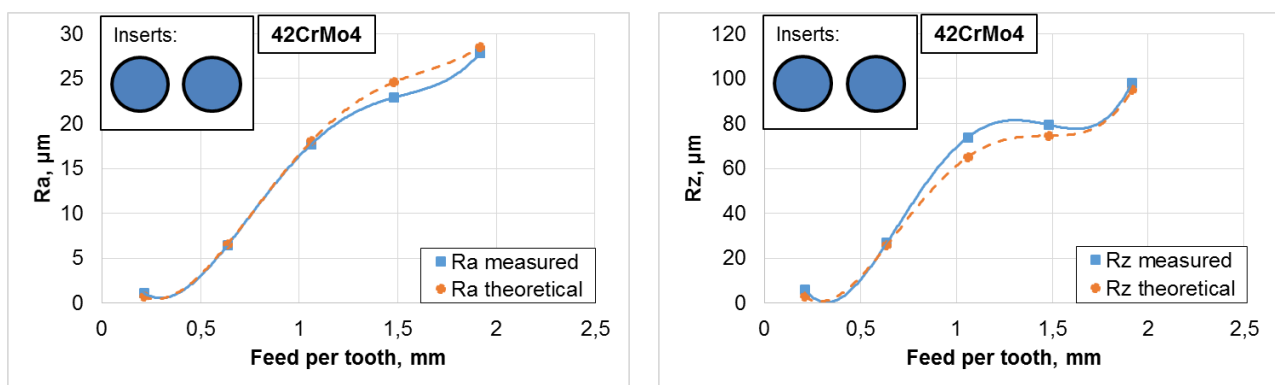 Inserts:
42CrMo4
30
25
20
15
10
5
0
Ra, µm
0
0,5
1
1,5
2
2,5
Feed per tooth, mm
Ra measured
Ra theoretical
Inserts:
42CrMo4
120
100
80
60
40
20
0
Rz, µm
0
0,5
1
1,5
2
2,5
Feed per tooth, mm
Rz measured
Rz theoretical